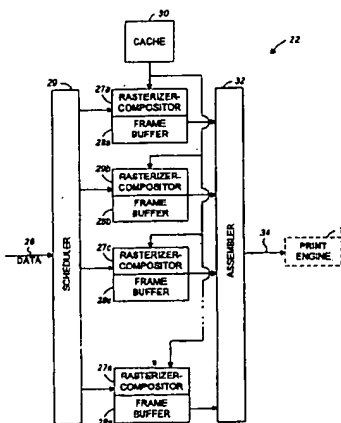 30
CACHE
22
29
27a
RASTERIZER-
COMPOSITOR
FRAME
BUFFER
28a
32
29b
RASTERIZER-
COMPOSITOR
FRAME
BUFFER
28b
26
DATA
SCHEDULER
27c
RASTERIZER-
COMPOSITOR
FRAME
BUFFER
28c
ASSEMBLER
34
PRINT
ENGINE
RASTERIZER-
COMPOSITOR
FRAME
BUFFER